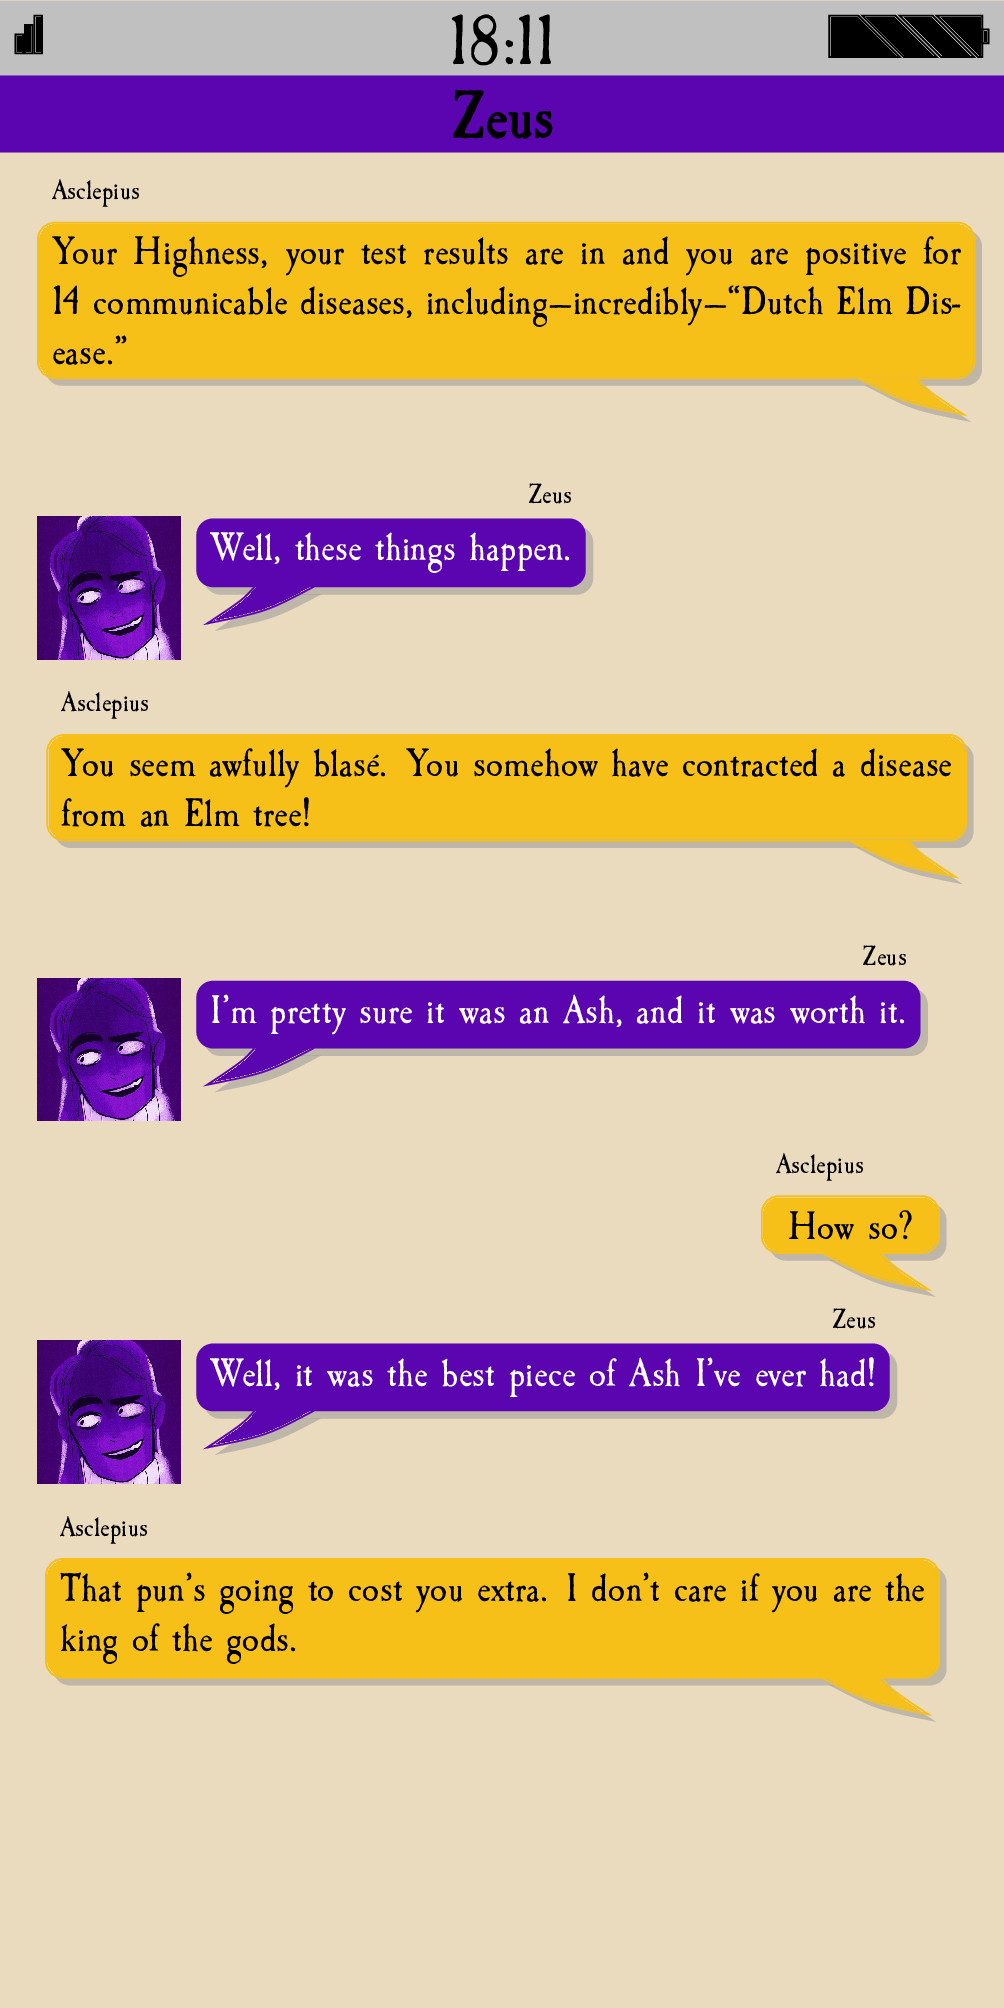 18:11
Zeus
Asclepius
Your Highness, your test results are in and you are positive for
14 communicable diseases, including—incredibly—“Dutch Elm Dis-
ease.”
Zeus
Well, these things happen.
Asclepius
You seem awfully blasé. You somehow have contracted a disease
from an Elm tree!
Zeus
I’m pretty sure it was an Ash, and it was worth it.
Asclepius
How so?
Zeus
Well, it was the best piece of Ash I’ve ever had!
Asclepius
That pun’s going to cost you extra. I don’t care if you are the
king of the gods.